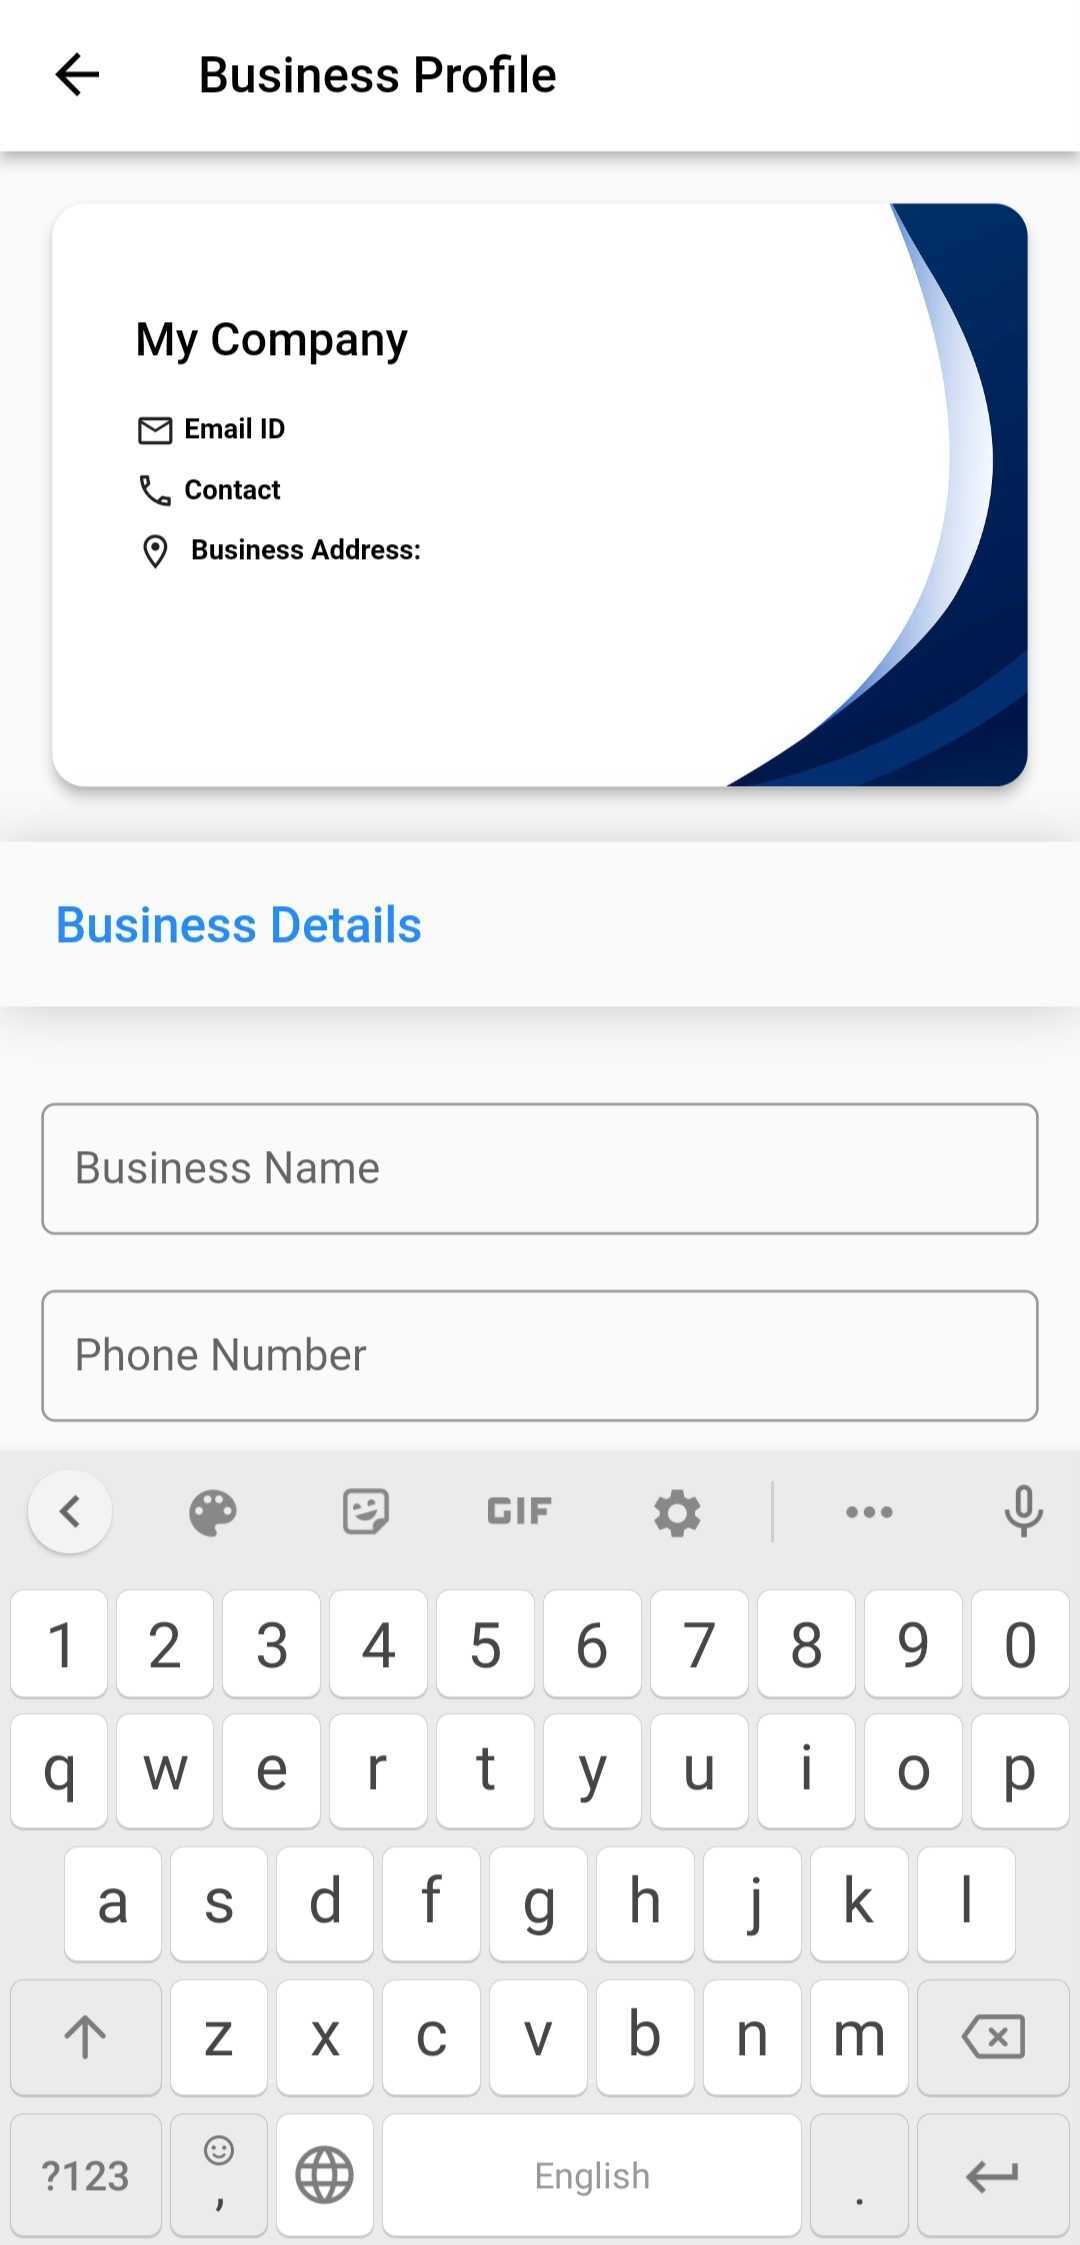 Business Profile
My Company
Email ID
Contact
Business Address:
Business Details
Business Name
Phone Number
GIF
1 2 3 4 5 6 7 8 9 0
q w e r t y u i o p
a s d f g h j k l
z x c v b n m
?123 , English .